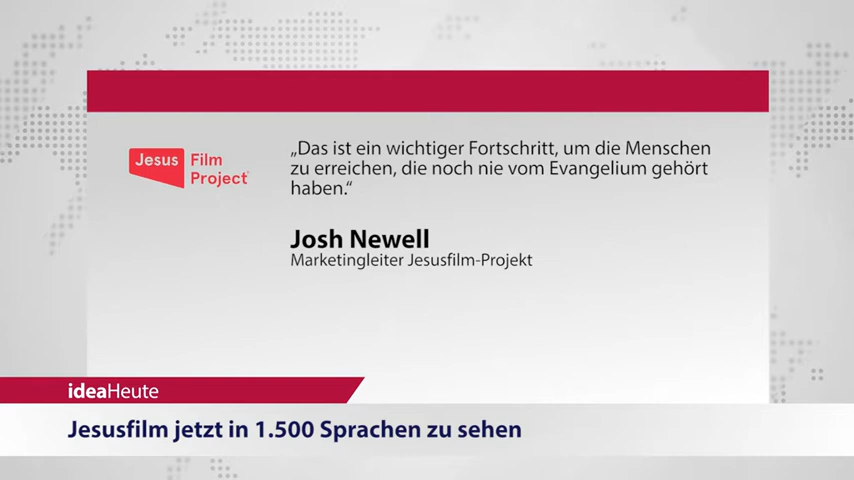 Jesus Film
Project
„Das ist ein wichtiger Fortschritt, um die Menschen
zu erreichen, die noch nie vom Evangelium gehört
haben.“
Josh Newell
Marketingleiter Jesusfilm-Projekt
ideaHeute
Jesusfilm jetzt in 1.500 Sprachen zu sehen